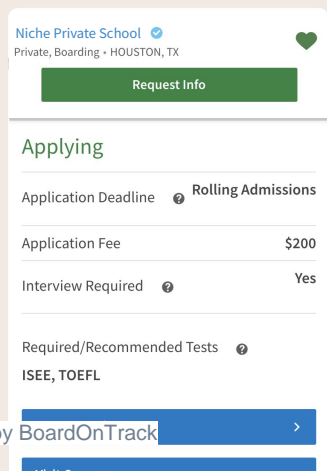 Niche Private School
Private, Boarding • HOUSTON, TX
Request Info
Applying
Application Deadline Rolling Admissions
Application Fee $200
Interview Required Yes
Required/Recommended Tests
ISEE, TOEFL
by BoardOnTrack